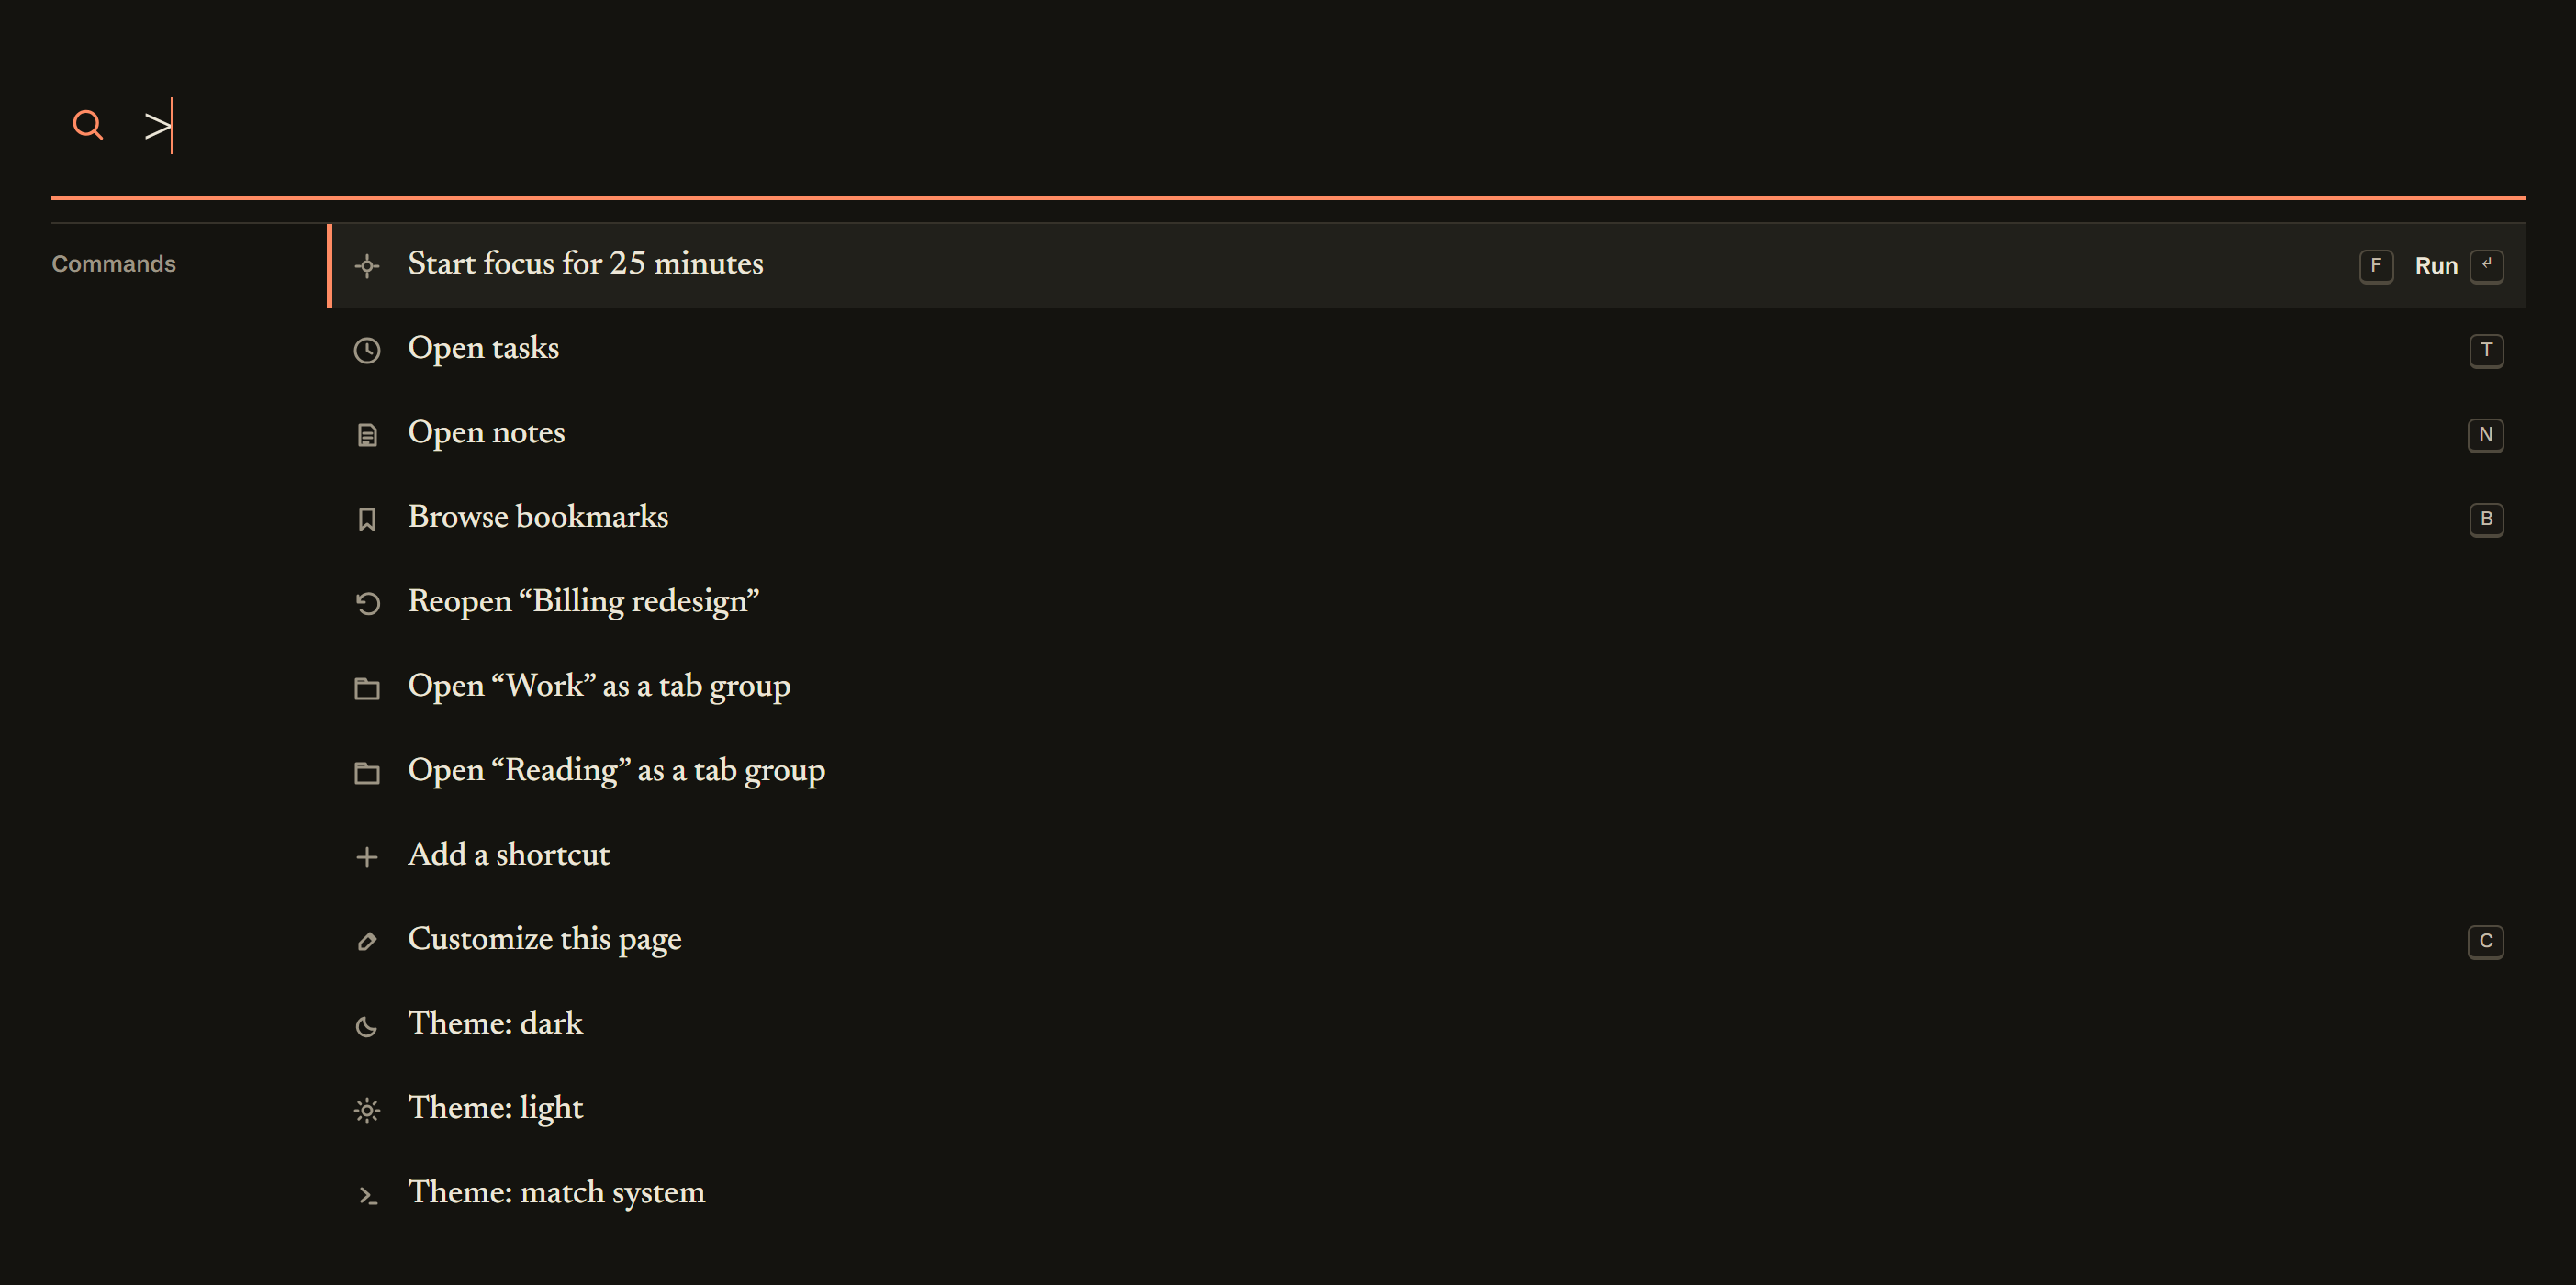 >
Commands
Start focus for 25 minutes F Run ↵
Open tasks T
Open notes N
Browse bookmarks B
Reopen “Billing redesign”
Open “Work” as a tab group
Open “Reading” as a tab group
Add a shortcut
Customize this page C
Theme: dark
Theme: light
Theme: match system